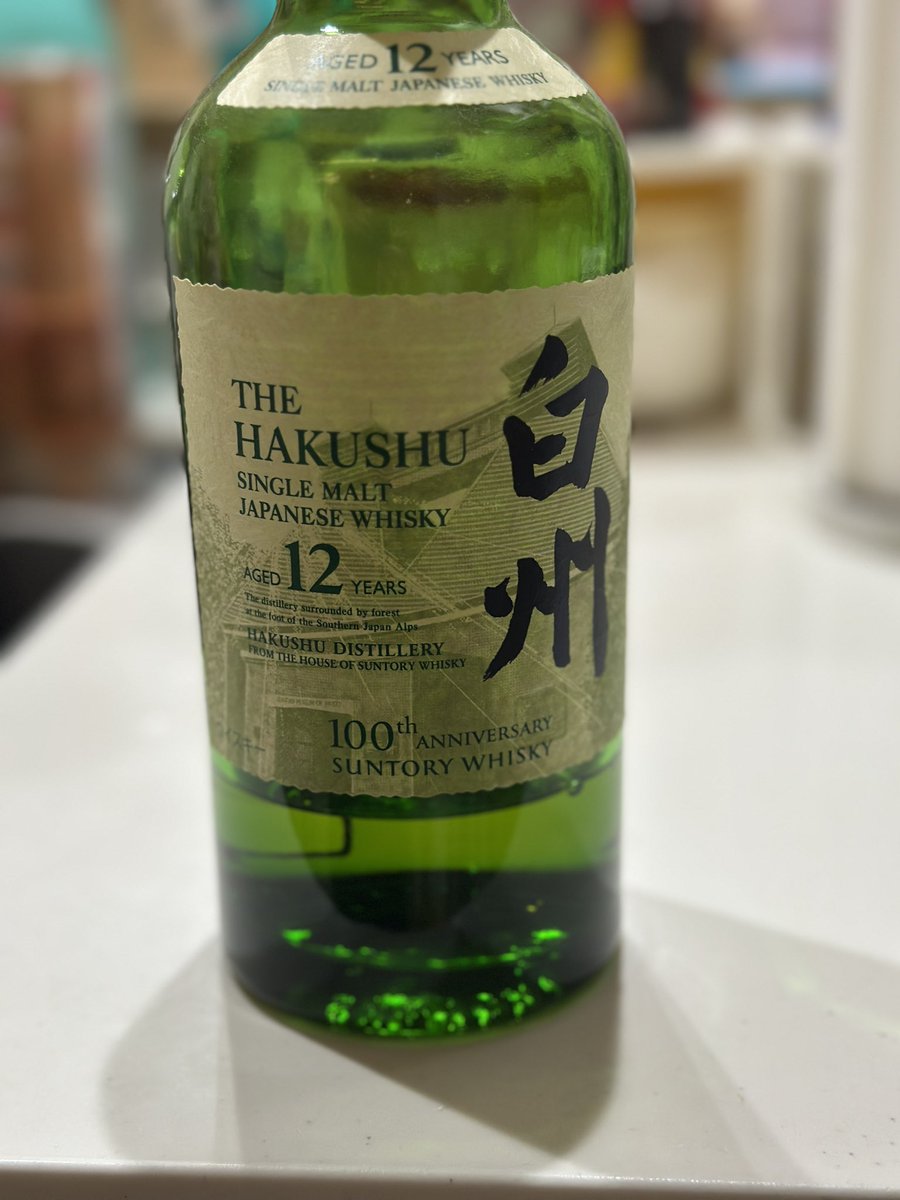 AGED 12 YEARS
SINGLE MALT JAPANESE WHISKY
THE
HAKUSHU
SINGLE MALT
JAPANESE WHISKY
AGED 12 YEARS
The distillery surrounded by forest
at the foot of the Southern Japan Alps
HAKUSHU DISTILLERY
FROM THE HOUSE OF SUNTORY WHISKY
白州
100th ANNIVERSARY
SUNTORY WHISKY